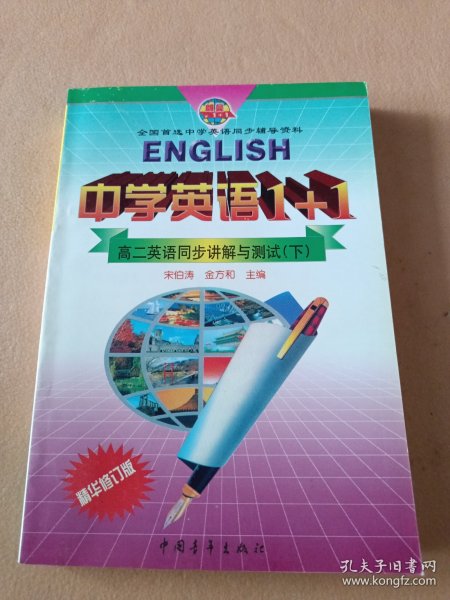 全国首选中学英语同步辅导资料
ENGLISH
中学英语1+1
高二英语同步讲解与测试(下)
宋伯涛 金方和 主编
精华修订版
中国青年出版社
孔夫子旧书网
www.kongfz.com